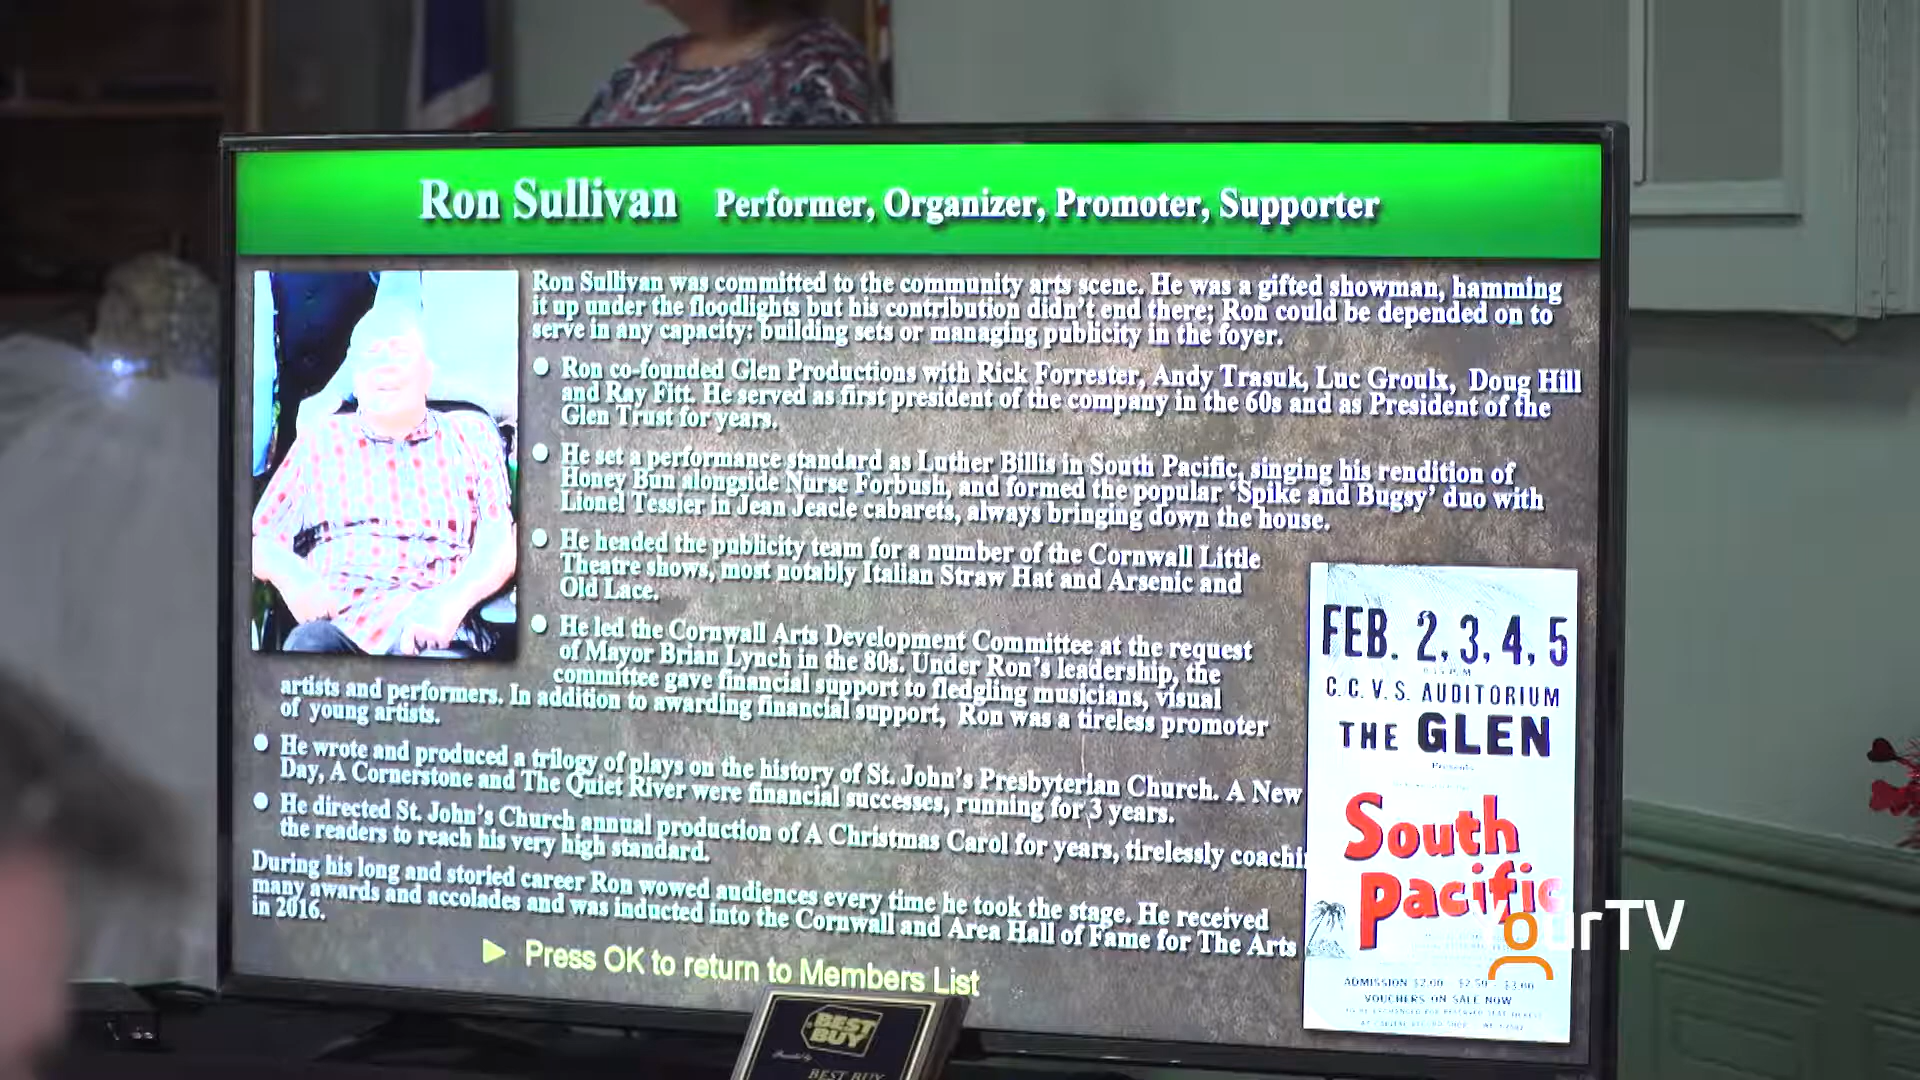 Ron Sullivan Performer, Organizer, Promoter, Supporter
Ron Sullivan was committed to the community arts scene. He was a gifted showman, hamming
it up under the floodlights but his contribution didn't end there; Ron could be depended on to
serve in any capacity: building sets or managing publicity in the foyer.
● Ron co-founded Glen Productions with Rick Forrester, Andy Trasuk, Luc Groulx, Doug Hill
and Ray Fitt. He served as first president of the company in the 60s and as President of the
Glen Trust for years.
● He set a performance standard as Luther Billis in South Pacific, singing his rendition of
Honey Bun alongside Nurse Forbush, and formed the popular 'Spike and Bugsy' duo with
Lionel Tessier in Jean Jeacle cabarets, always bringing down the house.
● He headed the publicity team for a number of the Cornwall Little
Theatre shows, most notably Italian Straw Hat and Arsenic and
Old Lace.
● He led the Cornwall Arts Development Committee at the request
of Mayor Brian Lynch in the 80s. Under Ron's leadership, the
committee gave financial support to fledgling musicians, visual
artists and performers. In addition to awarding financial support, Ron was a tireless promoter
of young artists.
● He wrote and produced a trilogy of plays on the history of St. John's Presbyterian Church. A New
Day, A Cornerstone and The Quiet River were financial successes, running for 3 years.
● He directed St. John's Church annual production of A Christmas Carol for years, tirelessly coachi
the readers to reach his very high standard.
During his long and storied career Ron wowed audiences every time he took the stage. He received
many awards and accolades and was inducted into the Cornwall and Area Hall of Fame for The Arts
in 2016.
► Press OK to return to Members List
FEB. 2, 3, 4, 5
C.C.V.S. AUDITORIUM
THE GLEN
Presents
South
Pacific
ADMISSION $2.00 - $2.50 - $3.00
VOUCHERS ON SALE NOW
YourTV
BEST
BUY
Presented by
BEST BUY